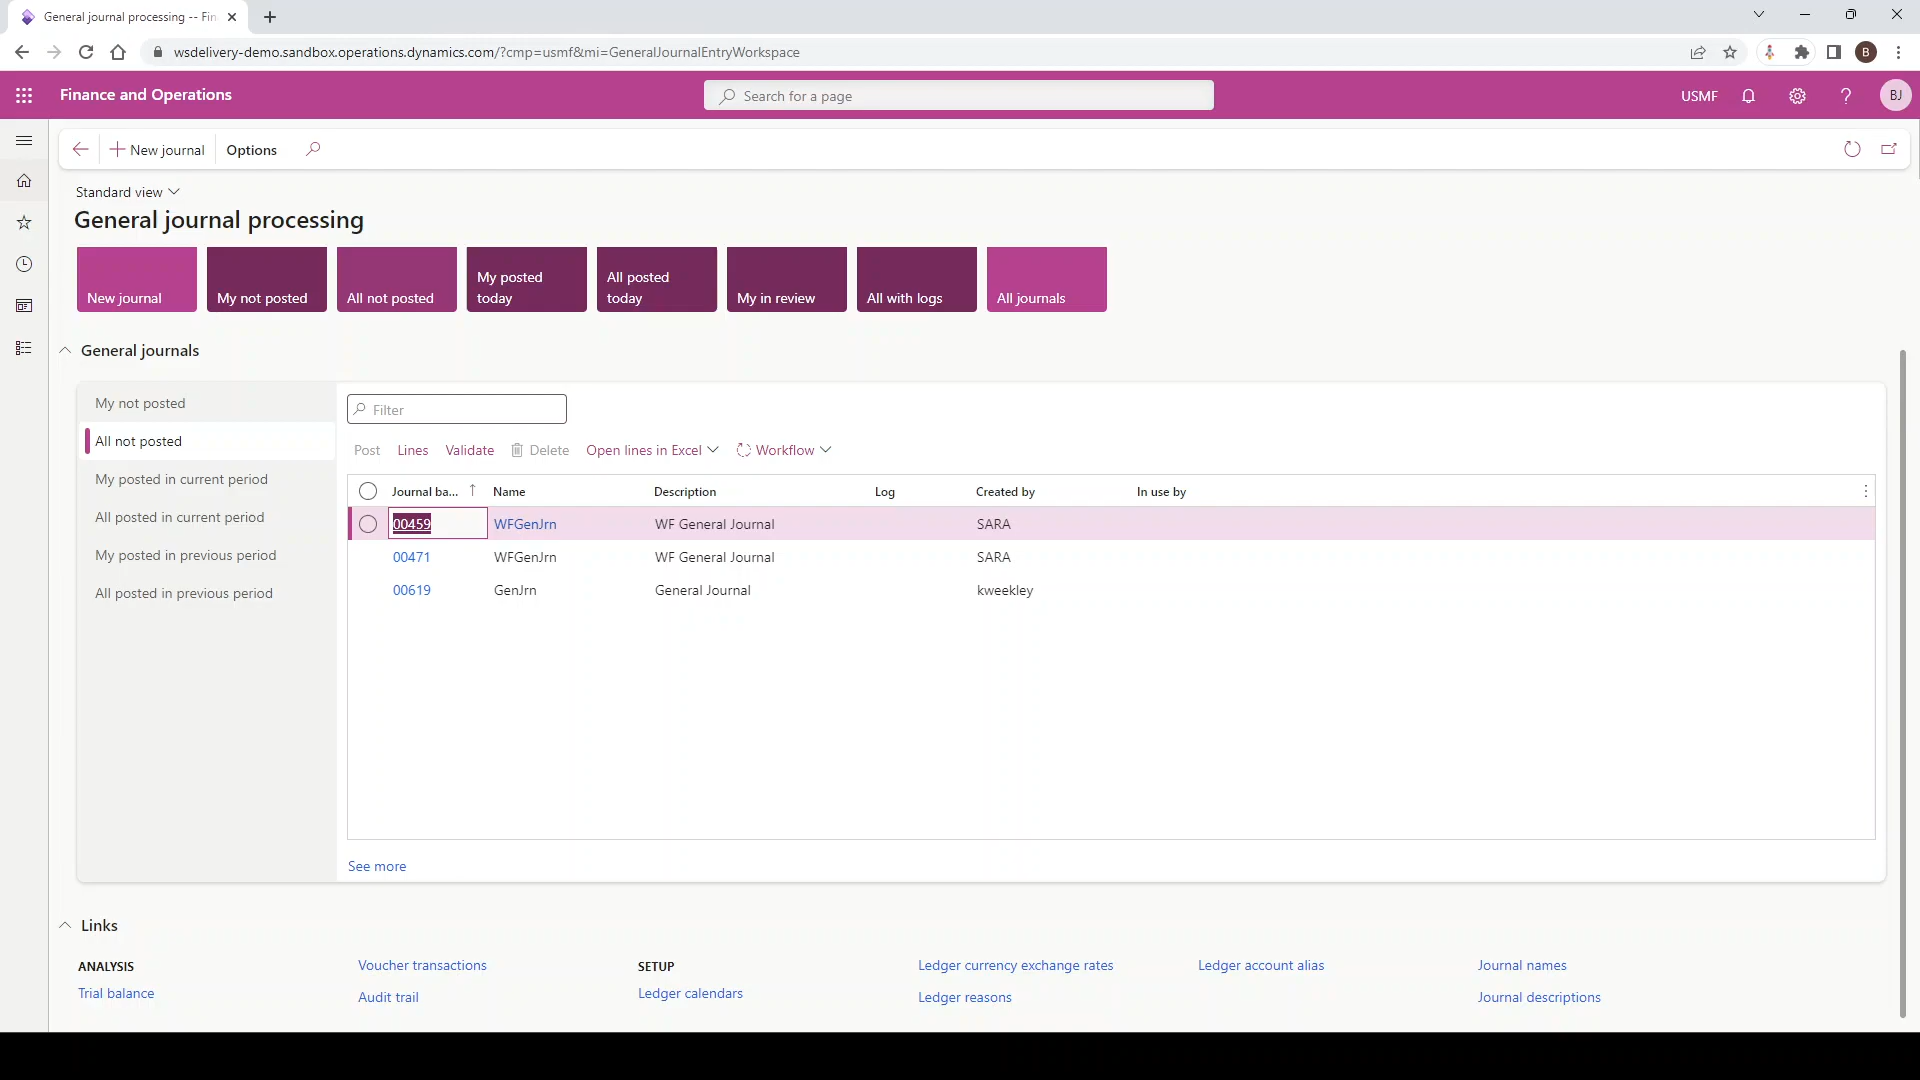 General journal processing -- Fin
wsdelivery-demo.sandbox.operations.dynamics.com/?cmp=usmf&mi=GeneralJournalEntryWorkspace
B
Finance and Operations
Search for a page
USMF
?
BJ
New journal
Options
Standard view
General journal processing
New journal
My not posted
All not posted
My posted today
All posted today
My in review
All with logs
All journals
General journals
My not posted
All not posted
My posted in current period
All posted in current period
My posted in previous period
All posted in previous period
Filter
Post Lines Validate Delete Open lines in Excel Workflow
Journal ba... Name Description Log Created by In use by
00459 WFGenJrn WF General Journal SARA
00471 WFGenJrn WF General Journal SARA
00619 GenJrn General Journal kweekley
See more
Links
ANALYSIS
Trial balance
Voucher transactions
Audit trail
SETUP
Ledger calendars
Ledger currency exchange rates
Ledger reasons
Ledger account alias
Journal names
Journal descriptions